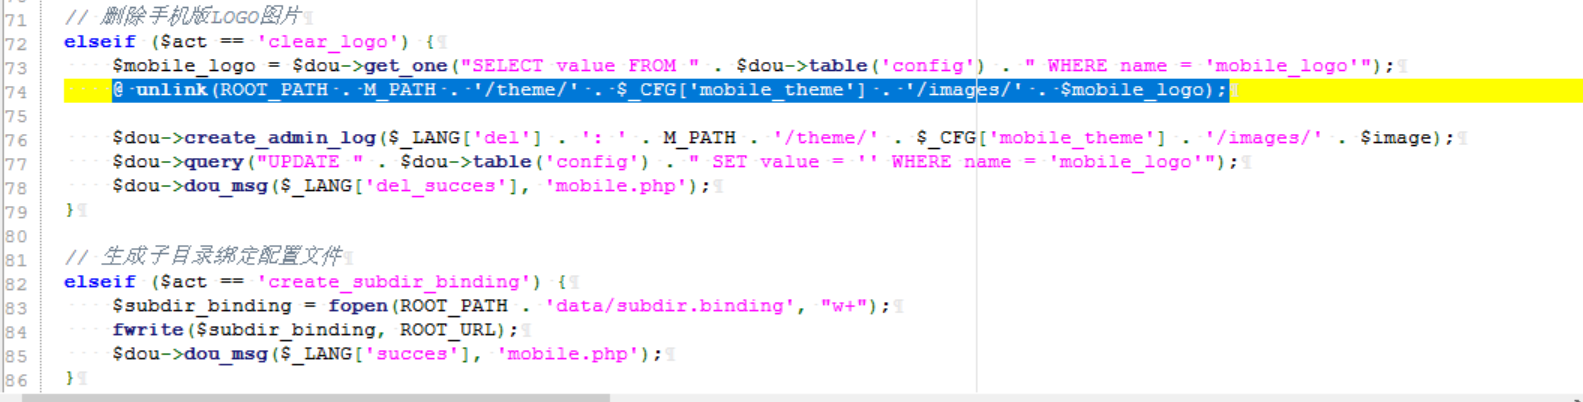 71 // 删除手机版LOGO图片
72 elseif ($act == 'clear_logo') {
73 $mobile_logo = $dou->get_one("SELECT value FROM " . $dou->table('config') . " WHERE name = 'mobile_logo'");
74 @ unlink(ROOT_PATH . M_PATH . '/theme/' . $_CFG['mobile_theme'] . '/images/' . $mobile_logo);
75
76 $dou->create_admin_log($_LANG['del'] . ': ' . M_PATH . '/theme/' . $_CFG['mobile_theme'] . '/images/' . $image);
77 $dou->query("UPDATE " . $dou->table('config') . " SET value = '' WHERE name = 'mobile_logo'");
78 $dou->dou_msg($_LANG['del_succes'], 'mobile.php');
79 }
80
81 // 生成子目录绑定配置文件
82 elseif ($act == 'create_subdir_binding') {
83 $subdir_binding = fopen(ROOT_PATH . 'data/subdir.binding', "w+");
84 fwrite($subdir_binding, ROOT_URL);
85 $dou->dou_msg($_LANG['succes'], 'mobile.php');
86 }